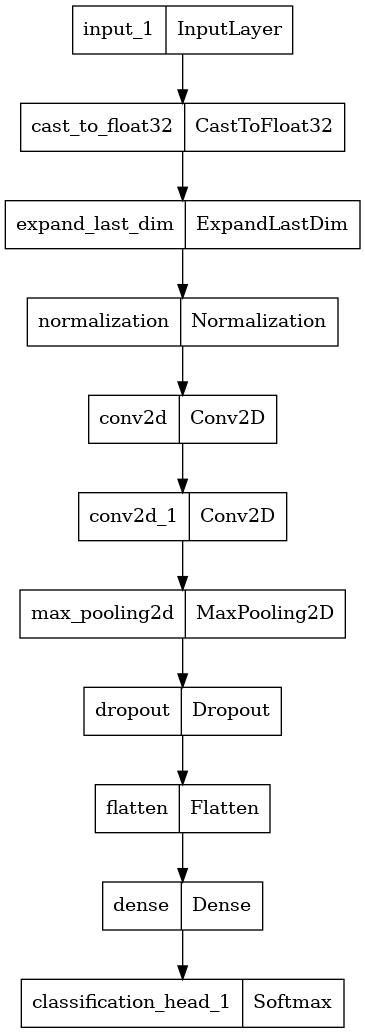 input_1 InputLayer
cast_to_float32 CastToFloat32
expand_last_dim ExpandLastDim
normalization Normalization
conv2d Conv2D
conv2d_1 Conv2D
max_pooling2d MaxPooling2D
dropout Dropout
flatten Flatten
dense Dense
classification_head_1 Softmax